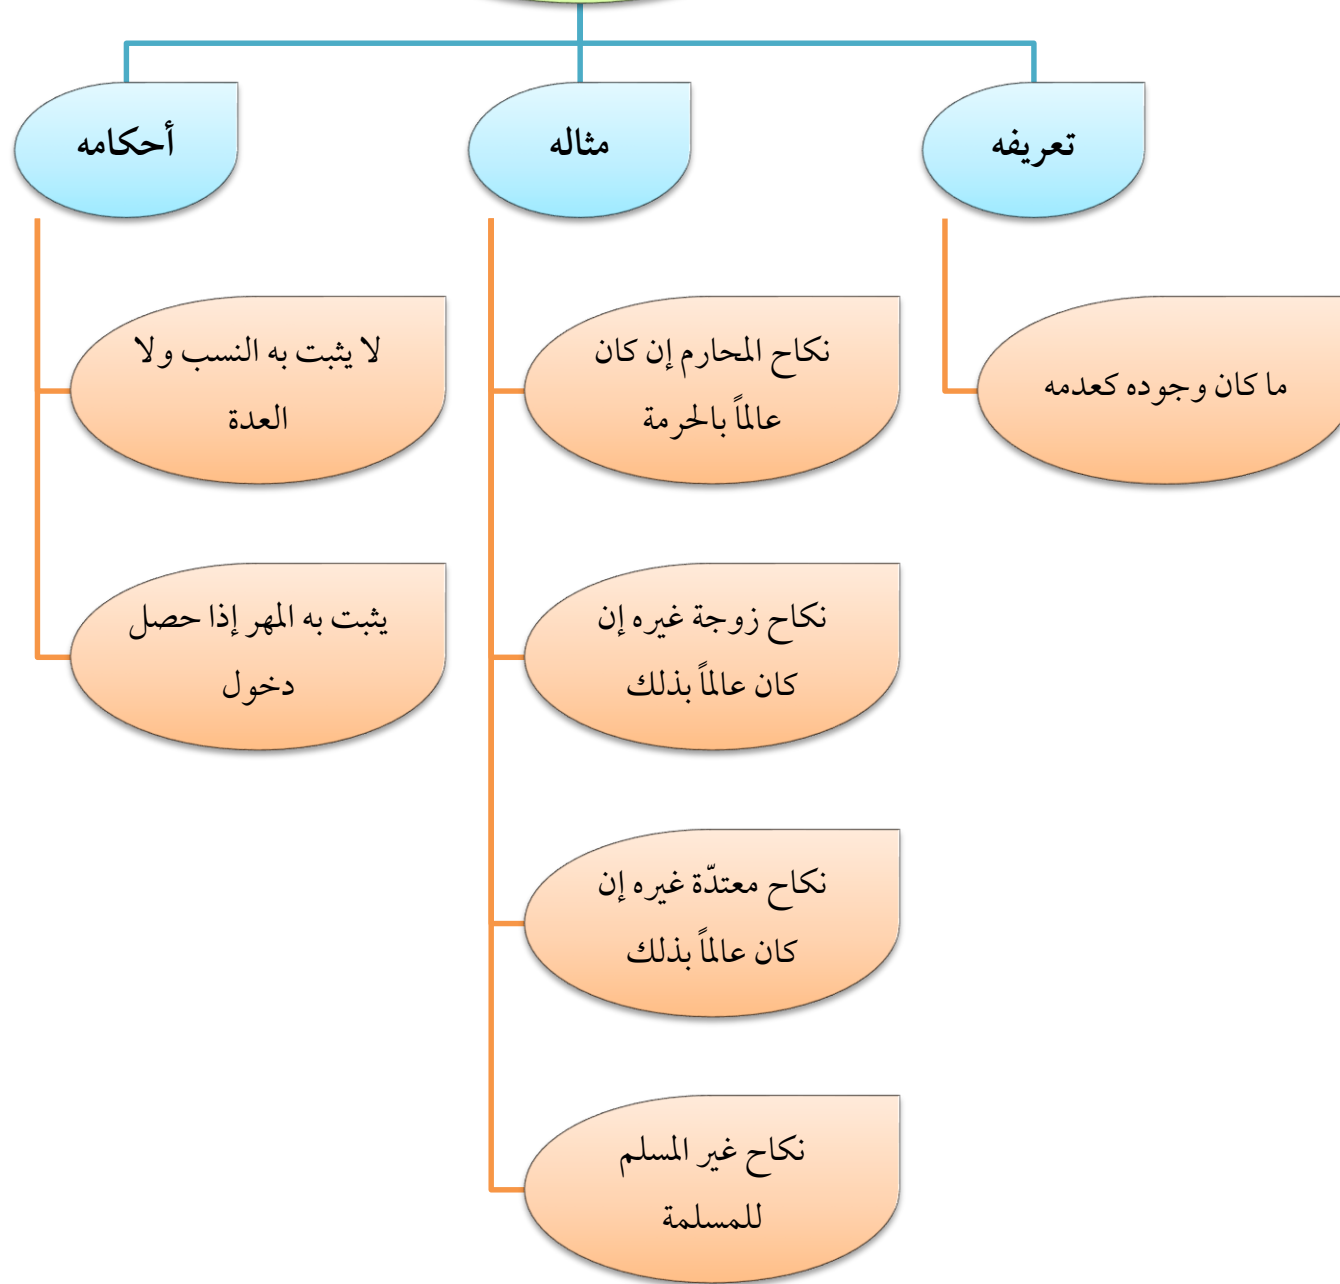 تعريفه
ما كان وجوده كعدمه
مثاله
نكاح المحارم إن كان
عالماً بالحرمة
نكاح زوجة غيره إن
كان عالماً بذلك
نكاح معتدّة غيره إن
كان عالماً بذلك
نكاح غير المسلم
للمسلمة
أحكامه
لا يثبت به النسب ولا
العدة
يثبت به المهر إذا حصل
دخول